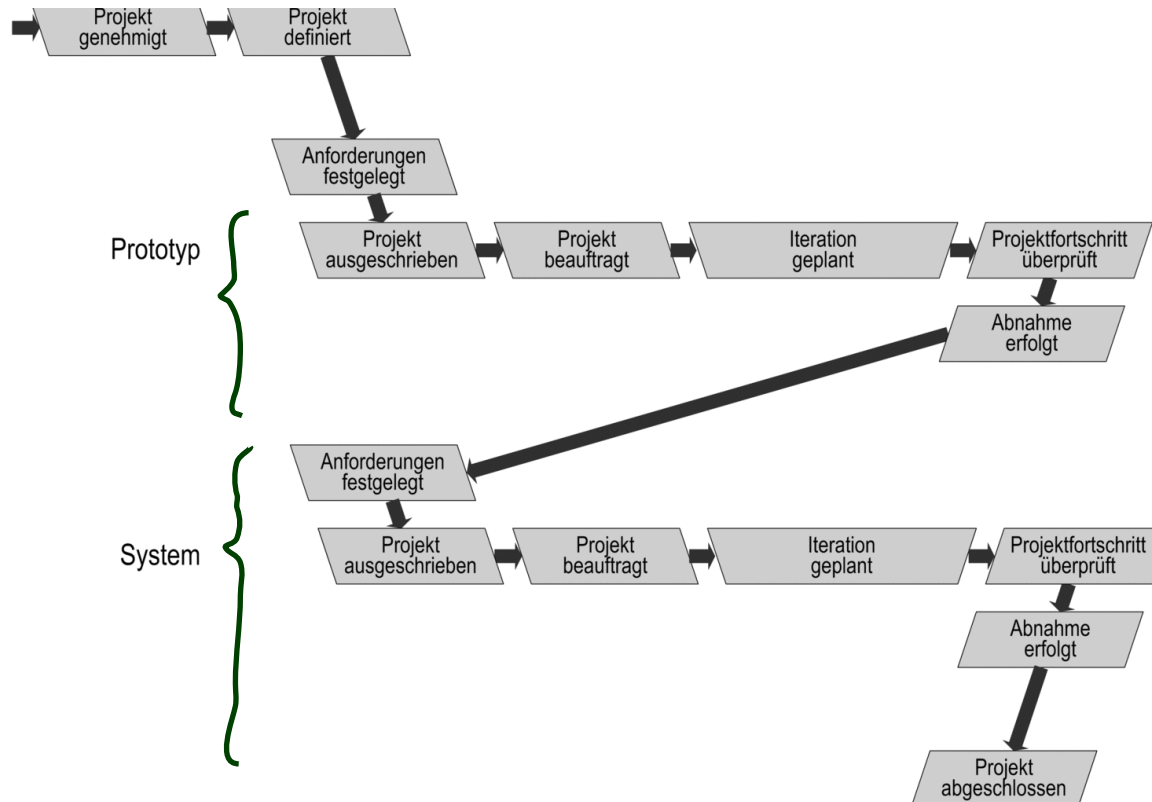 Projekt
genehmigt
Projekt
definiert
Anforderungen
festgelegt
Prototyp
Projekt
ausgeschrieben
Projekt
beauftragt
Iteration
geplant
Projektfortschritt
überprüft
Abnahme
erfolgt
Anforderungen
festgelegt
System
Projekt
ausgeschrieben
Projekt
beauftragt
Iteration
geplant
Projektfortschritt
überprüft
Abnahme
erfolgt
Projekt
abgeschlossen